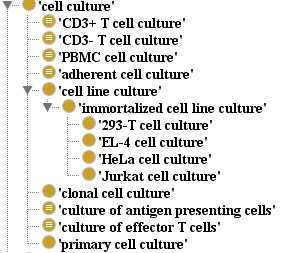 'cell culture'
'CD3+ T cell culture'
'CD3- T cell culture'
'PBMC cell culture'
'adherent cell culture'
'cell line culture'
'immortalized cell line culture'
'293-T cell culture'
'EL-4 cell culture'
'HeLa cell culture'
'Jurkat cell culture'
'clonal cell culture'
'culture of antigen presenting cells'
'culture of effector T cells'
'primary cell culture'